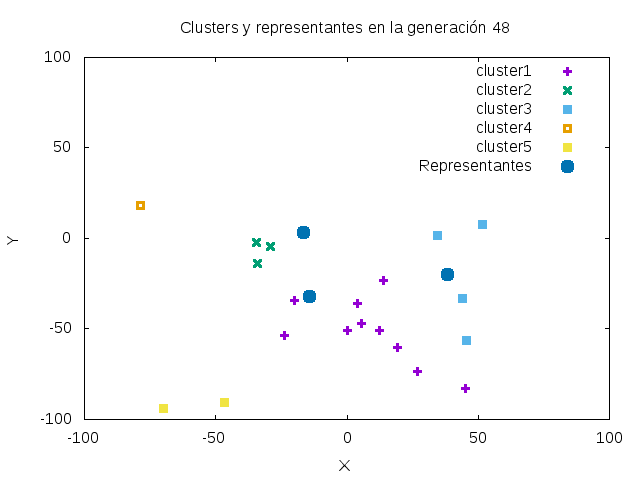 Clusters y representantes en la generación 48
100
50
0
-50
-100
Y
cluster1
cluster2
cluster3
cluster4
cluster5
Representantes
-100 -50 0 50 100
X